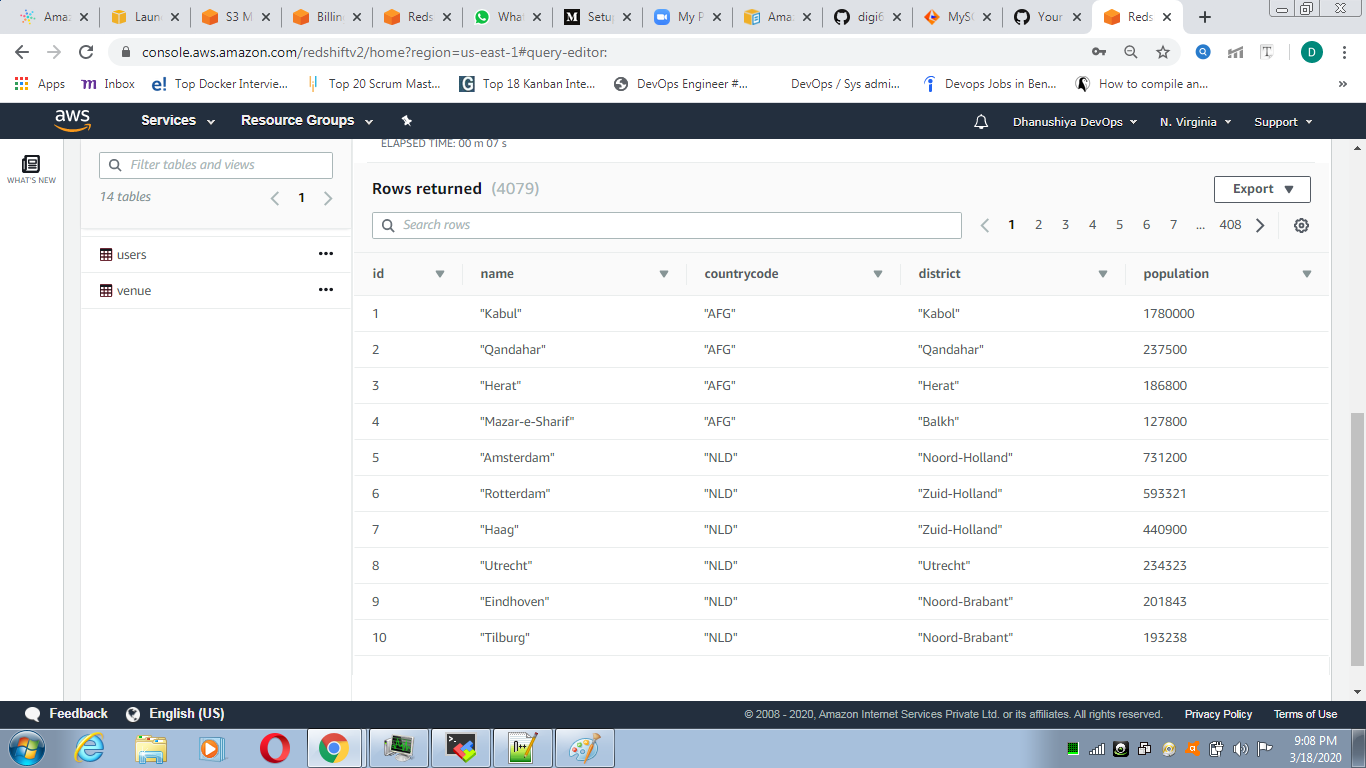 Amaz
Laun
S3 M
Billin
Reds
What
Setu
My P
Amaz
digi6
MyS
Your
Reds
console.aws.amazon.com/redshiftv2/home?region=us-east-1#query-editor:
D
Apps
Inbox
Top Docker Intervie...
Top 20 Scrum Mast...
Top 18 Kanban Inte...
DevOps Engineer #...
DevOps / Sys admi...
Devops Jobs in Ben...
How to compile an...
aws
Services
Resource Groups
Dhanushiya DevOps
N. Virginia
Support
WHAT'S NEW
Filter tables and views
14 tables
1
users
venue
ELAPSED TIME: 00 m 07 s
Rows returned (4079)
Export
Search rows
1 2 3 4 5 6 7 ... 408
id name countrycode district population
1 "Kabul" "AFG" "Kabol" 1780000
2 "Qandahar" "AFG" "Qandahar" 237500
3 "Herat" "AFG" "Herat" 186800
4 "Mazar-e-Sharif" "AFG" "Balkh" 127800
5 "Amsterdam" "NLD" "Noord-Holland" 731200
6 "Rotterdam" "NLD" "Zuid-Holland" 593321
7 "Haag" "NLD" "Zuid-Holland" 440900
8 "Utrecht" "NLD" "Utrecht" 234323
9 "Eindhoven" "NLD" "Noord-Brabant" 201843
10 "Tilburg" "NLD" "Noord-Brabant" 193238
Feedback
English (US)
© 2008 - 2020, Amazon Internet Services Private Ltd. or its affiliates. All rights reserved.
Privacy Policy
Terms of Use
9:08 PM
3/18/2020